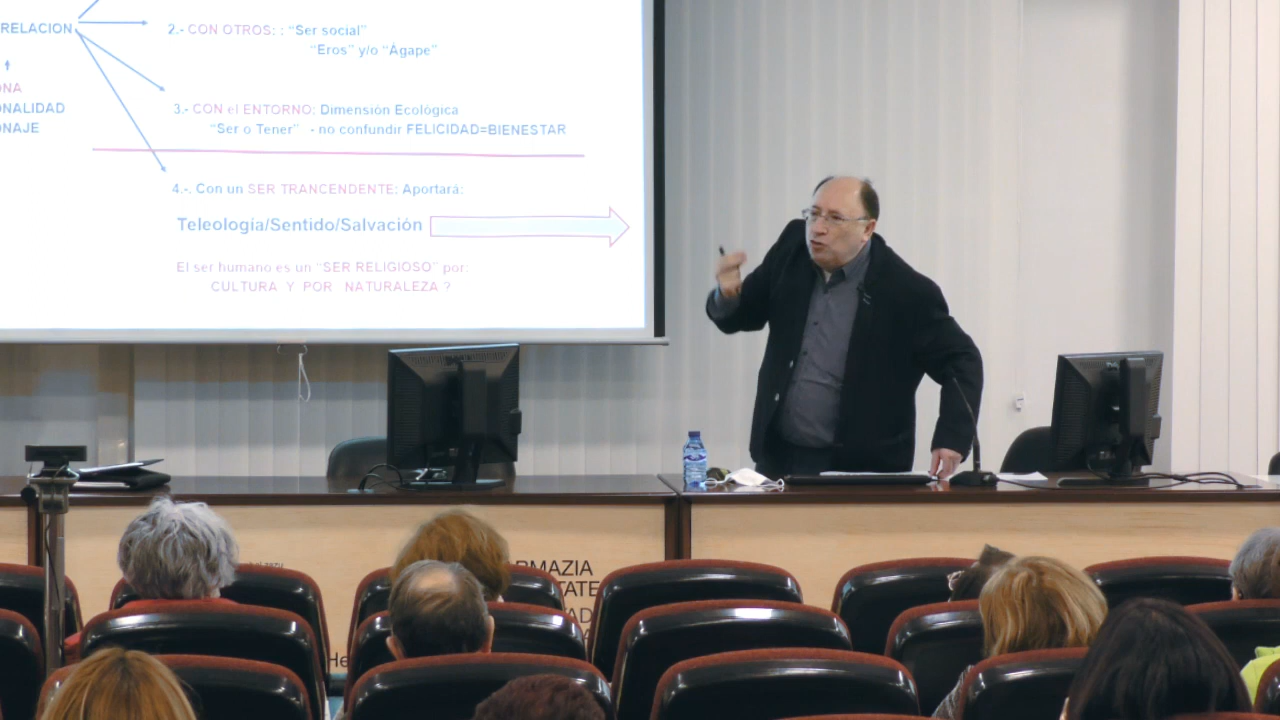 RELACION
2.- CON OTROS: : “Ser social”
“Eros” y/o “Ágape”
ONA
ONALIDAD
ONAJE
3.- CON el ENTORNO: Dimensión Ecológica
“Ser o Tener” - no confundir FELICIDAD=BIENESTAR
4.-. Con un SER TRANCENDENTE: Aportará:
Teleología/Sentido/Salvación
El ser humano es un “SER RELIGIOSO” por:
CULTURA Y POR NATURALEZA ?
RMAZIA
TATE
AD
He